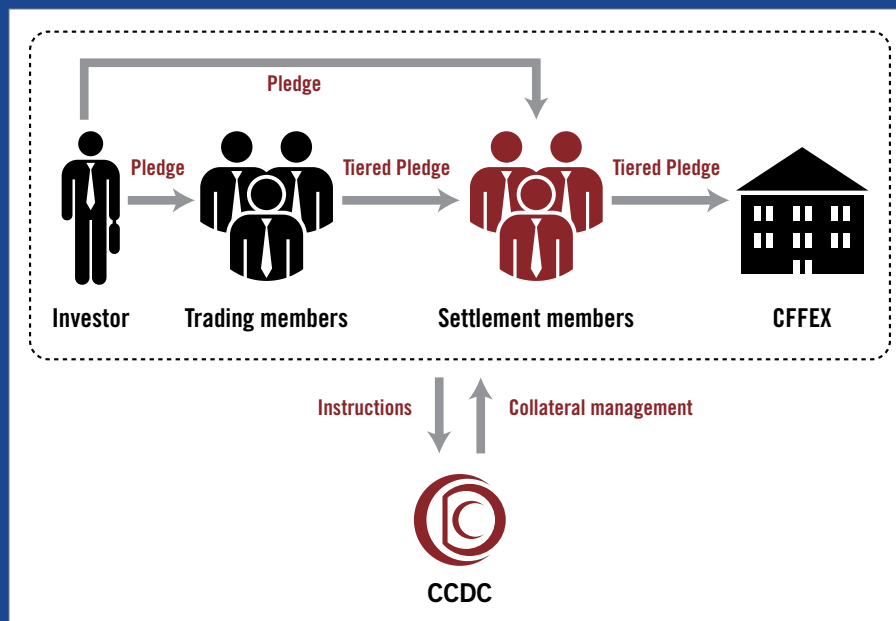 Pledge
Pledge
Tiered Pledge
Tiered Pledge
Investor
Trading members
Settlement members
CFFEX
Instructions
Collateral management
CCDC